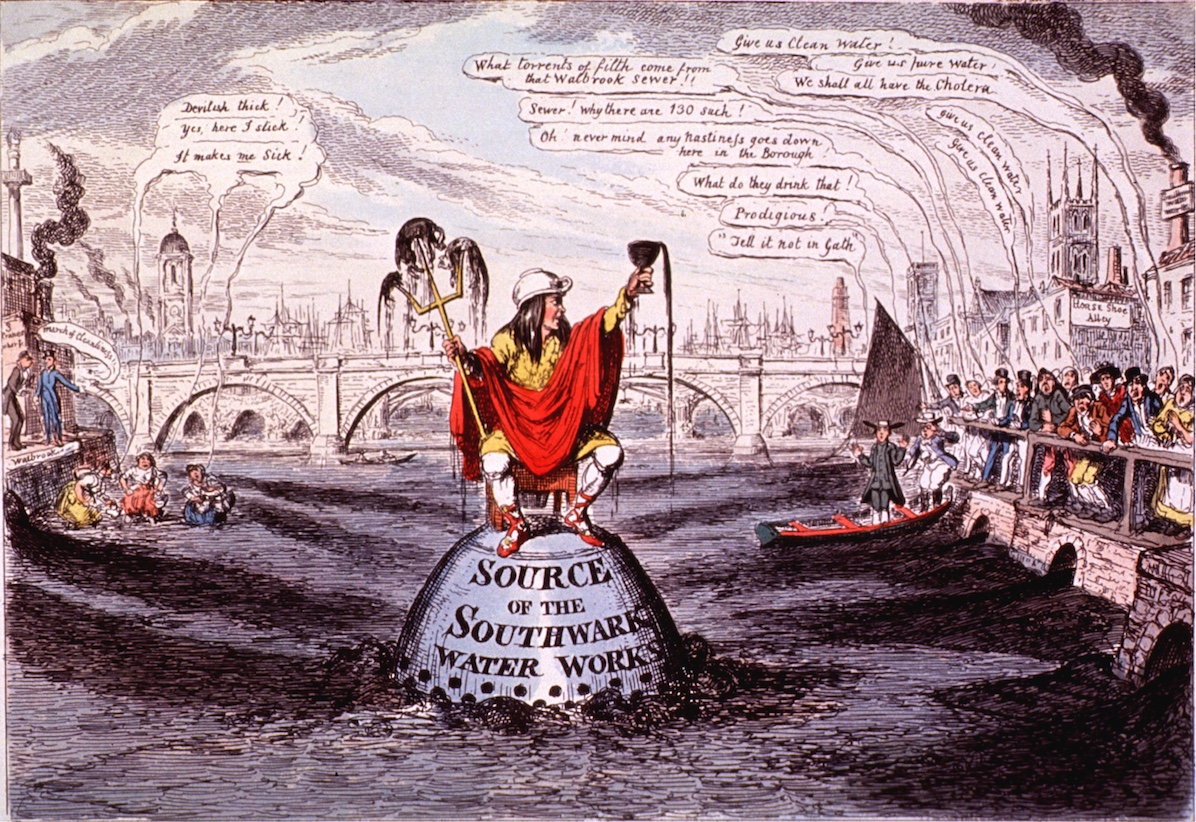 Give us Clean Water!
Give us pure Water!
We shall all have the Cholera
What torrents of filth come from
that Walbrook Sewer!!
Sewer! why there are 130 such!
"Oh! never mind any nastiness goes down
here in the Borough
What do they drink that!
Prodigious!
"Tell it not in Gath"
give us clean water
give us clean water
Devilish thick!
Yes, here I stick!
It makes me Sick!
march of Cleanliness
Walbrook
Horse Shoe
Alley
SOURCE
OF THE
SOUTHWARK
WATER WORKS